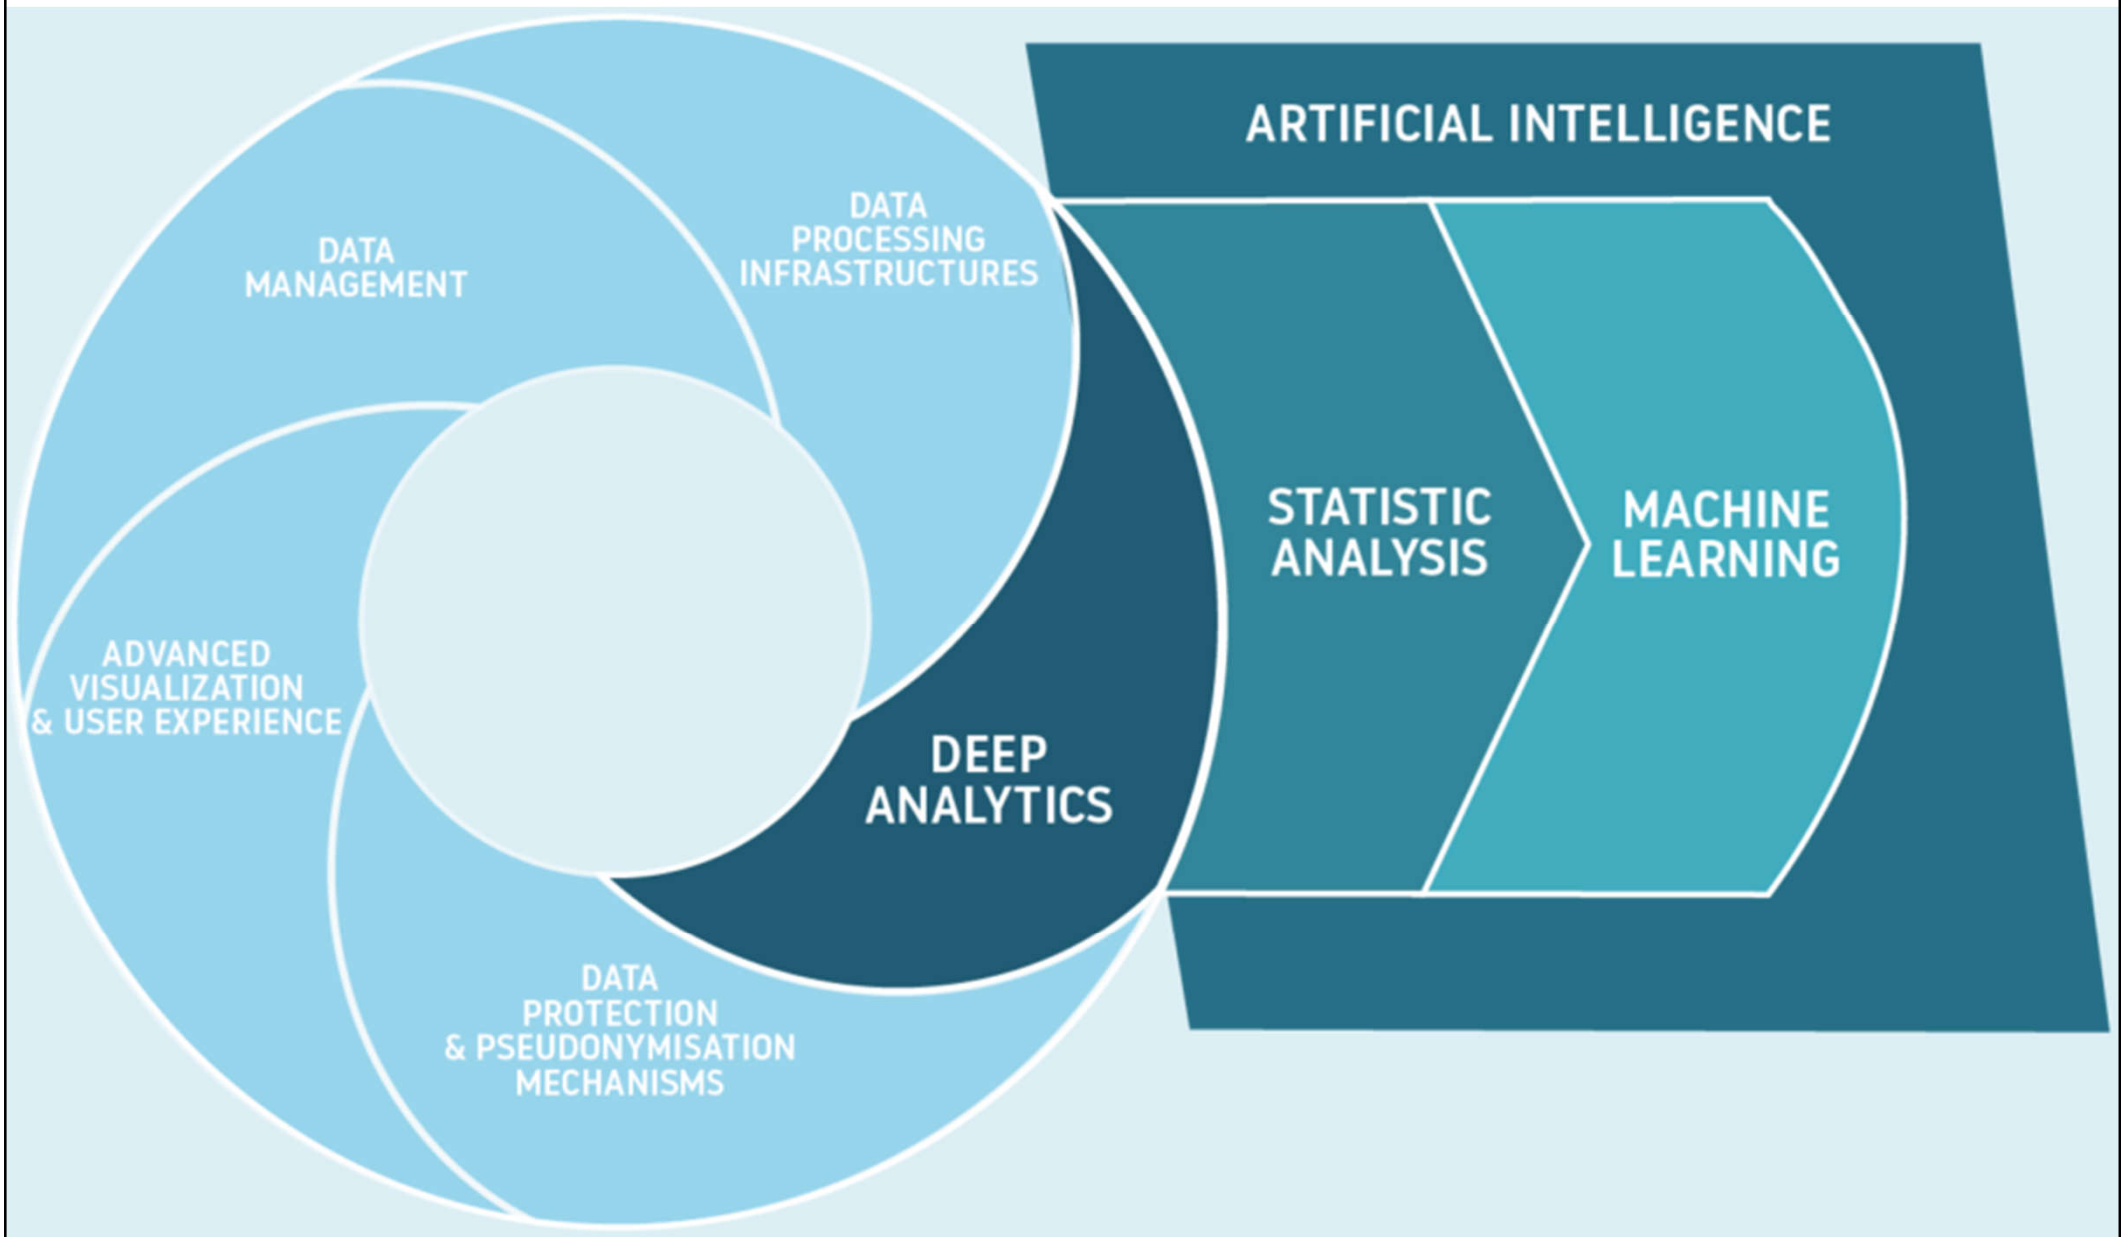 ARTIFICIAL INTELLIGENCE
DATA
PROCESSING
INFRASTRUCTURES
DATA
MANAGEMENT
STATISTIC
ANALYSIS
MACHINE
LEARNING
ADVANCED
VISUALIZATION
& USER EXPERIENCE
DEEP
ANALYTICS
DATA
PROTECTION
& PSEUDONYMISATION
MECHANISMS